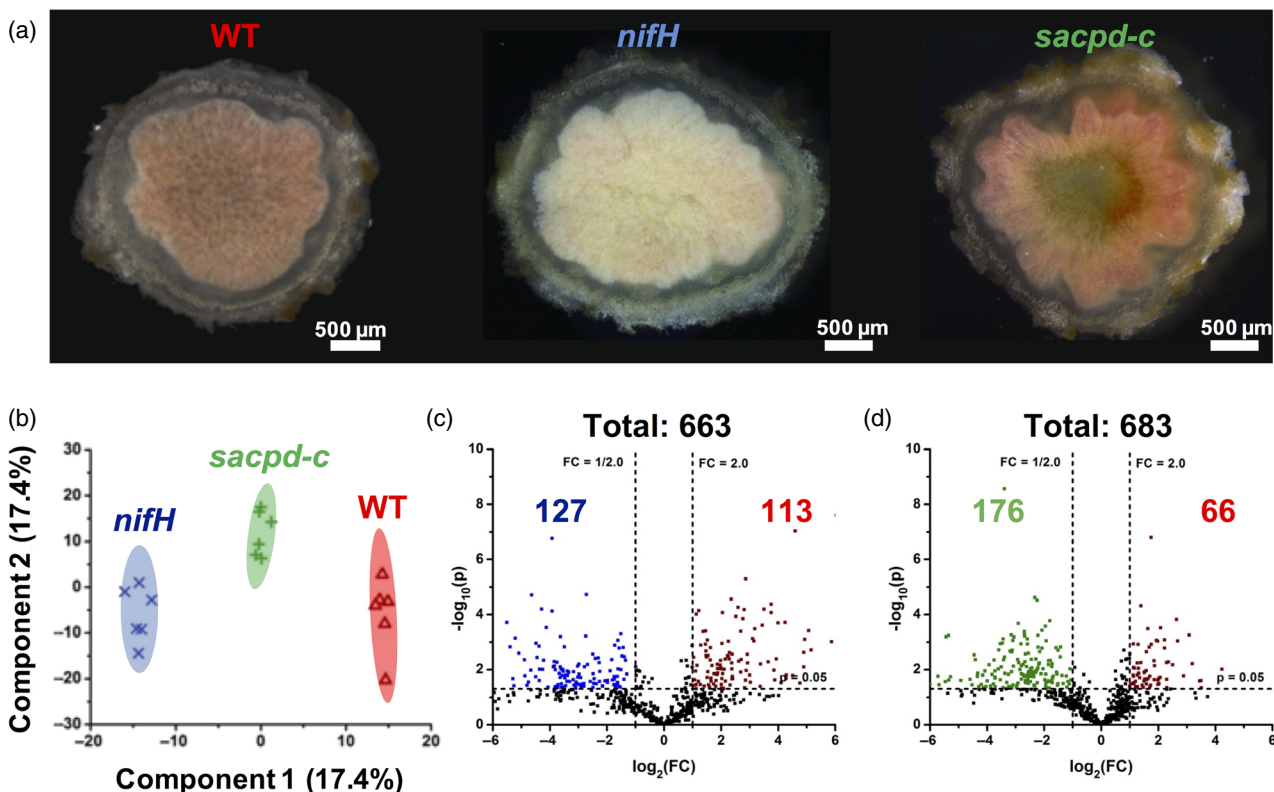 (a)
WT
nifH
sacpd-c
500 µm
500 µm
500 µm
(b)
Component 2 (17.4%)
30
20
10
0
−10
−20
−30
nifH
sacpd-c
WT
−20
−10
0
10
20
Component 1 (17.4%)
(c)
Total: 663
-log10(p)
10
8
6
4
2
0
FC = 1/2.0
FC = 2.0
127
113
p = 0.05
−6
−4
−2
0
2
4
6
log2(FC)
(d)
Total: 683
-log10(p)
10
8
6
4
2
0
FC = 1/2.0
FC = 2.0
176
66
p = 0.05
−6
−4
−2
0
2
4
6
log2(FC)